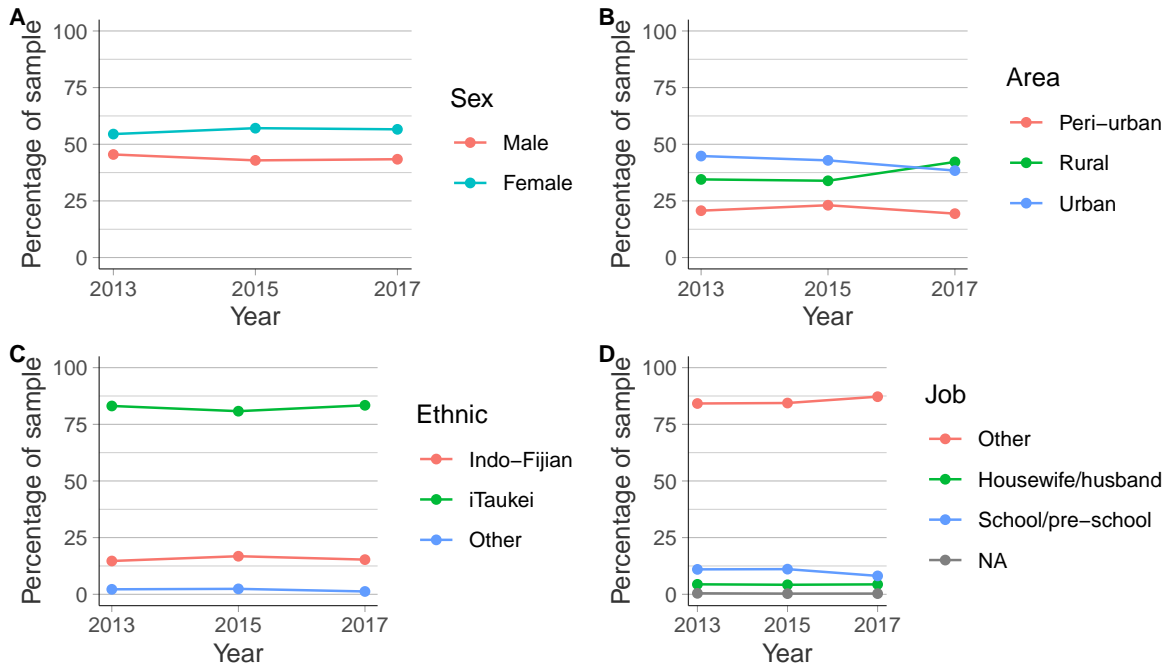 A
Percentage of sample
100
75
50
25
0
2013 2015 2017
Year
Sex
Male
Female
B
Percentage of sample
100
75
50
25
0
2013 2015 2017
Year
Area
Peri−urban
Rural
Urban
C
Percentage of sample
100
75
50
25
0
2013 2015 2017
Year
Ethnic
Indo−Fijian
iTaukei
Other
D
Percentage of sample
100
75
50
25
0
2013 2015 2017
Year
Job
Other
Housewife/husband
School/pre−school
NA